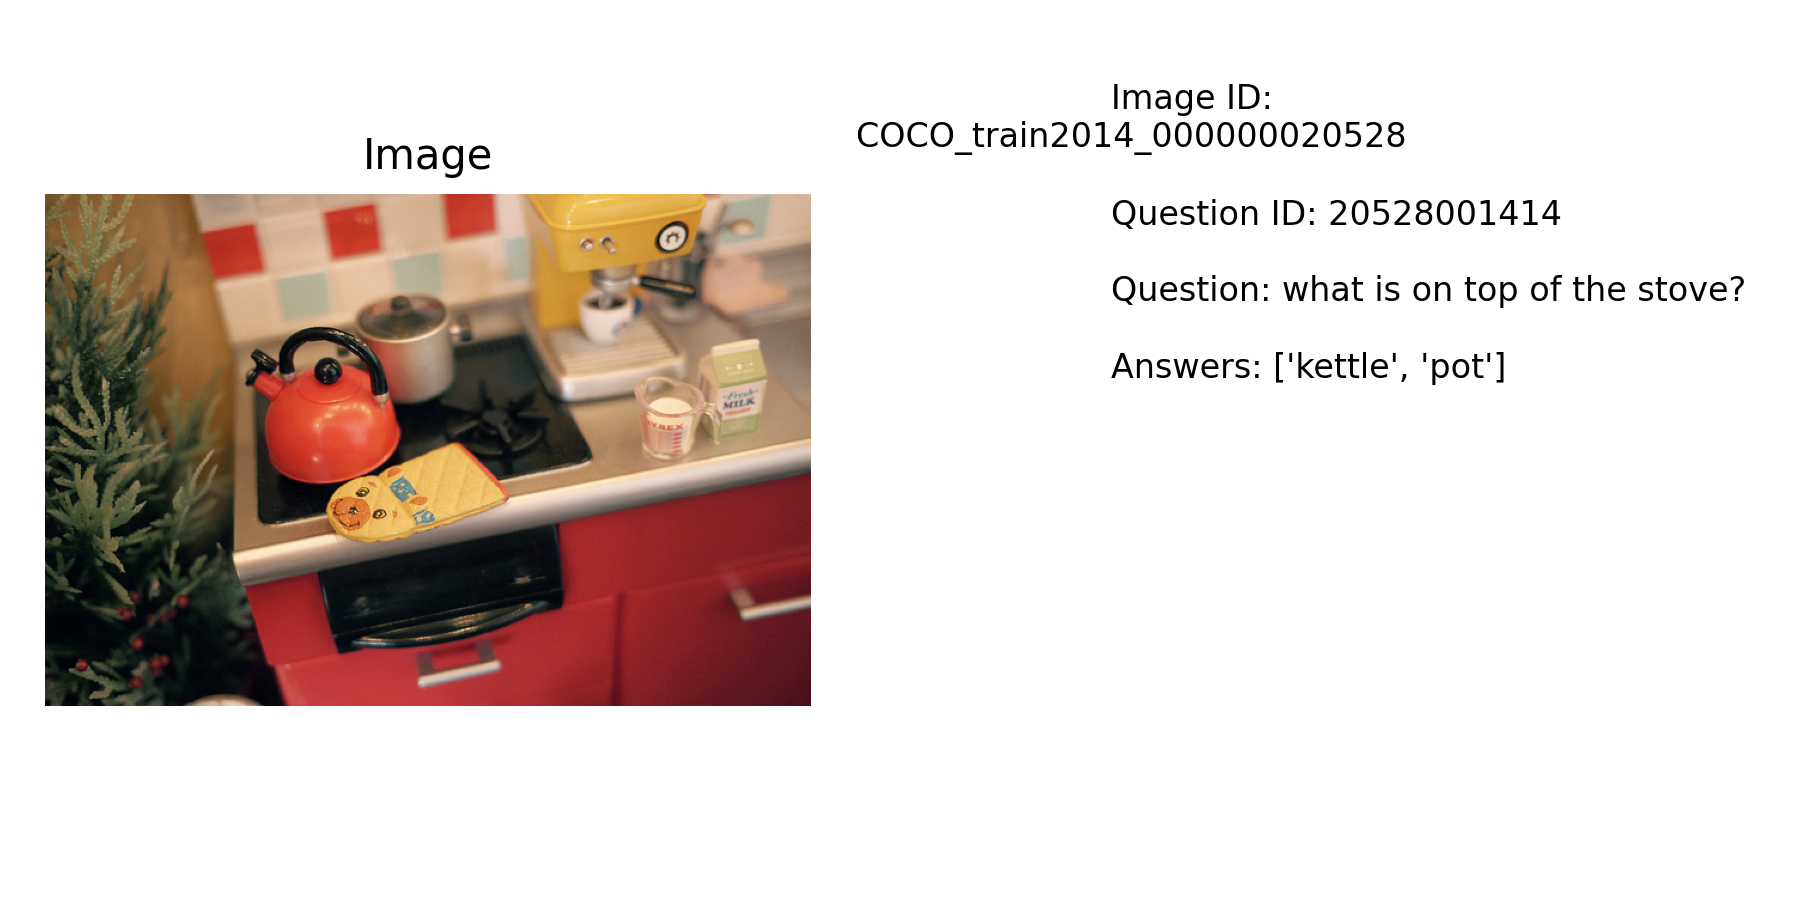 Image
Fresh
MILK
PYREX
Image ID:
COCO_train2014_000000020528
Question ID: 20528001414
Question: what is on top of the stove?
Answers: ['kettle', 'pot']